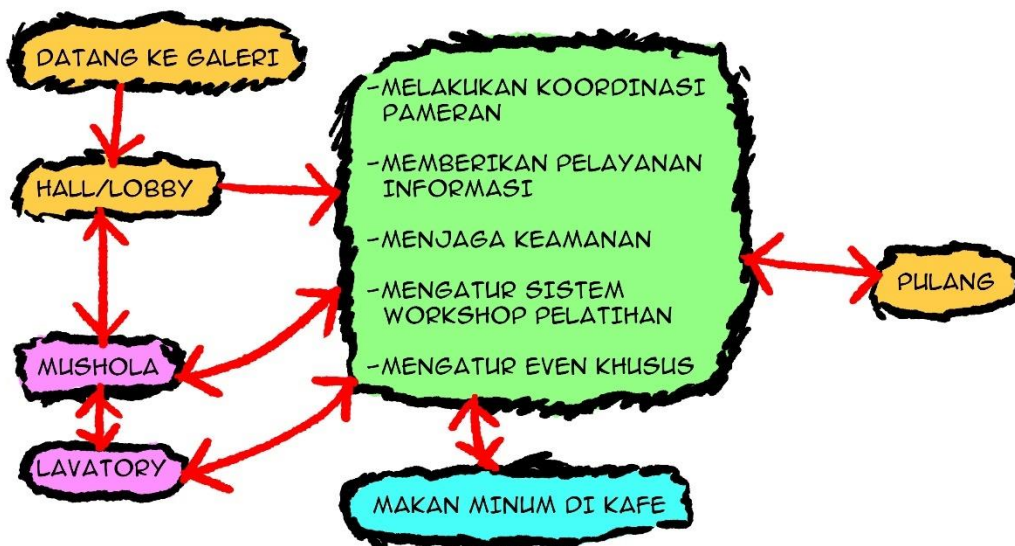 DATANG KE GALERI
HALL/LOBBY
MUSHOLA
LAVATORY
-MELAKUKAN KOORDINASI
PAMERAN
-MEMBERIKAN PELAYANAN
INFORMASI
-MENJAGA KEAMANAN
-MENGATUR SISTEM
WORKSHOP PELATIHAN
-MENGATUR EVEN KHUSUS
MAKAN MINUM DI KAFE
PULANG